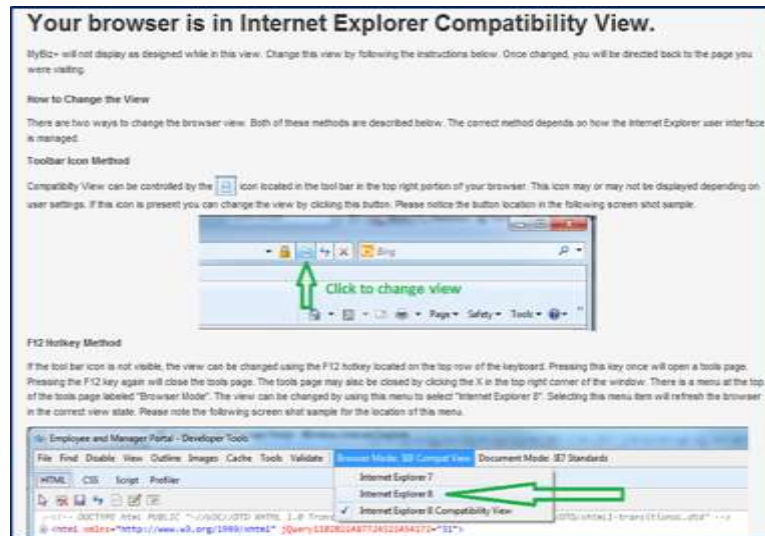 Your browser is in Internet Explorer Compatibility View.
MyBiz+ will not display as designed while in this view. Change this view by following the instructions below. Once changed, you will be directed back to the page you
were visiting.
How to Change the View
There are two ways to change the browser view. Both of these methods are described below. The correct method depends on how the Internet Explorer user interface
is managed.
Toolbar Icon Method
Compatibility View can be controlled by the icon located in the tool bar in the top right portion of your browser. This icon may or may not be displayed depending on
user settings. If this icon is present you can change the view by clicking this button. Please notice the button location in the following screen shot sample.
Bing
Click to change view
Page Safety Tools
F12 Hotkey Method
If the tool bar icon is not visible, the view can be changed using the F12 hotkey located on the top row of the keyboard. Pressing this key once will open a tools page.
Pressing the F12 key again will close the tools page. The tools page may also be closed by clicking the X in the top right corner of the window. There is a menu at the top
of the tools page labeled "Browser Mode". The view can be changed by using this menu to select "Internet Explorer 8". Selecting this menu item will refresh the browser
in the correct view state. Please note the following screen shot sample for the location of this menu.
Employee and Manager Portal - Developer Tools
File Find Disable View Outline Images Cache Tools Validate Browser Mode: IE8 Compat View Document Mode: IE7 Standards
HTML CSS Script Profiler
Internet Explorer 7
Internet Explorer 8
Internet Explorer 8 Compatibility View